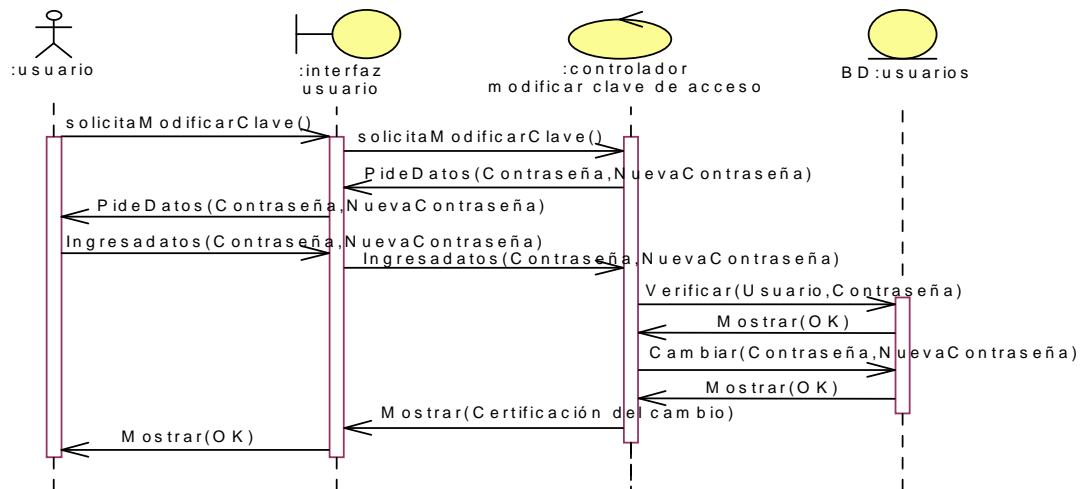 :usuario
:interfaz
usuario
:controlador
modificar clave de acceso
BD:usuarios
solicitaModificarClave()
solicitaModificarClave()
PideDatos(Contraseña,NuevaContraseña)
PideDatos(Contraseña,NuevaContraseña)
Ingresadatos(Contraseña,NuevaContraseña)
Ingresadatos(Contraseña,NuevaContraseña)
Verificar(Usuario,Contraseña)
Mostrar(OK)
Cambiar(Contraseña,NuevaContraseña)
Mostrar(OK)
Mostrar(Certificación del cambio)
Mostrar(OK)